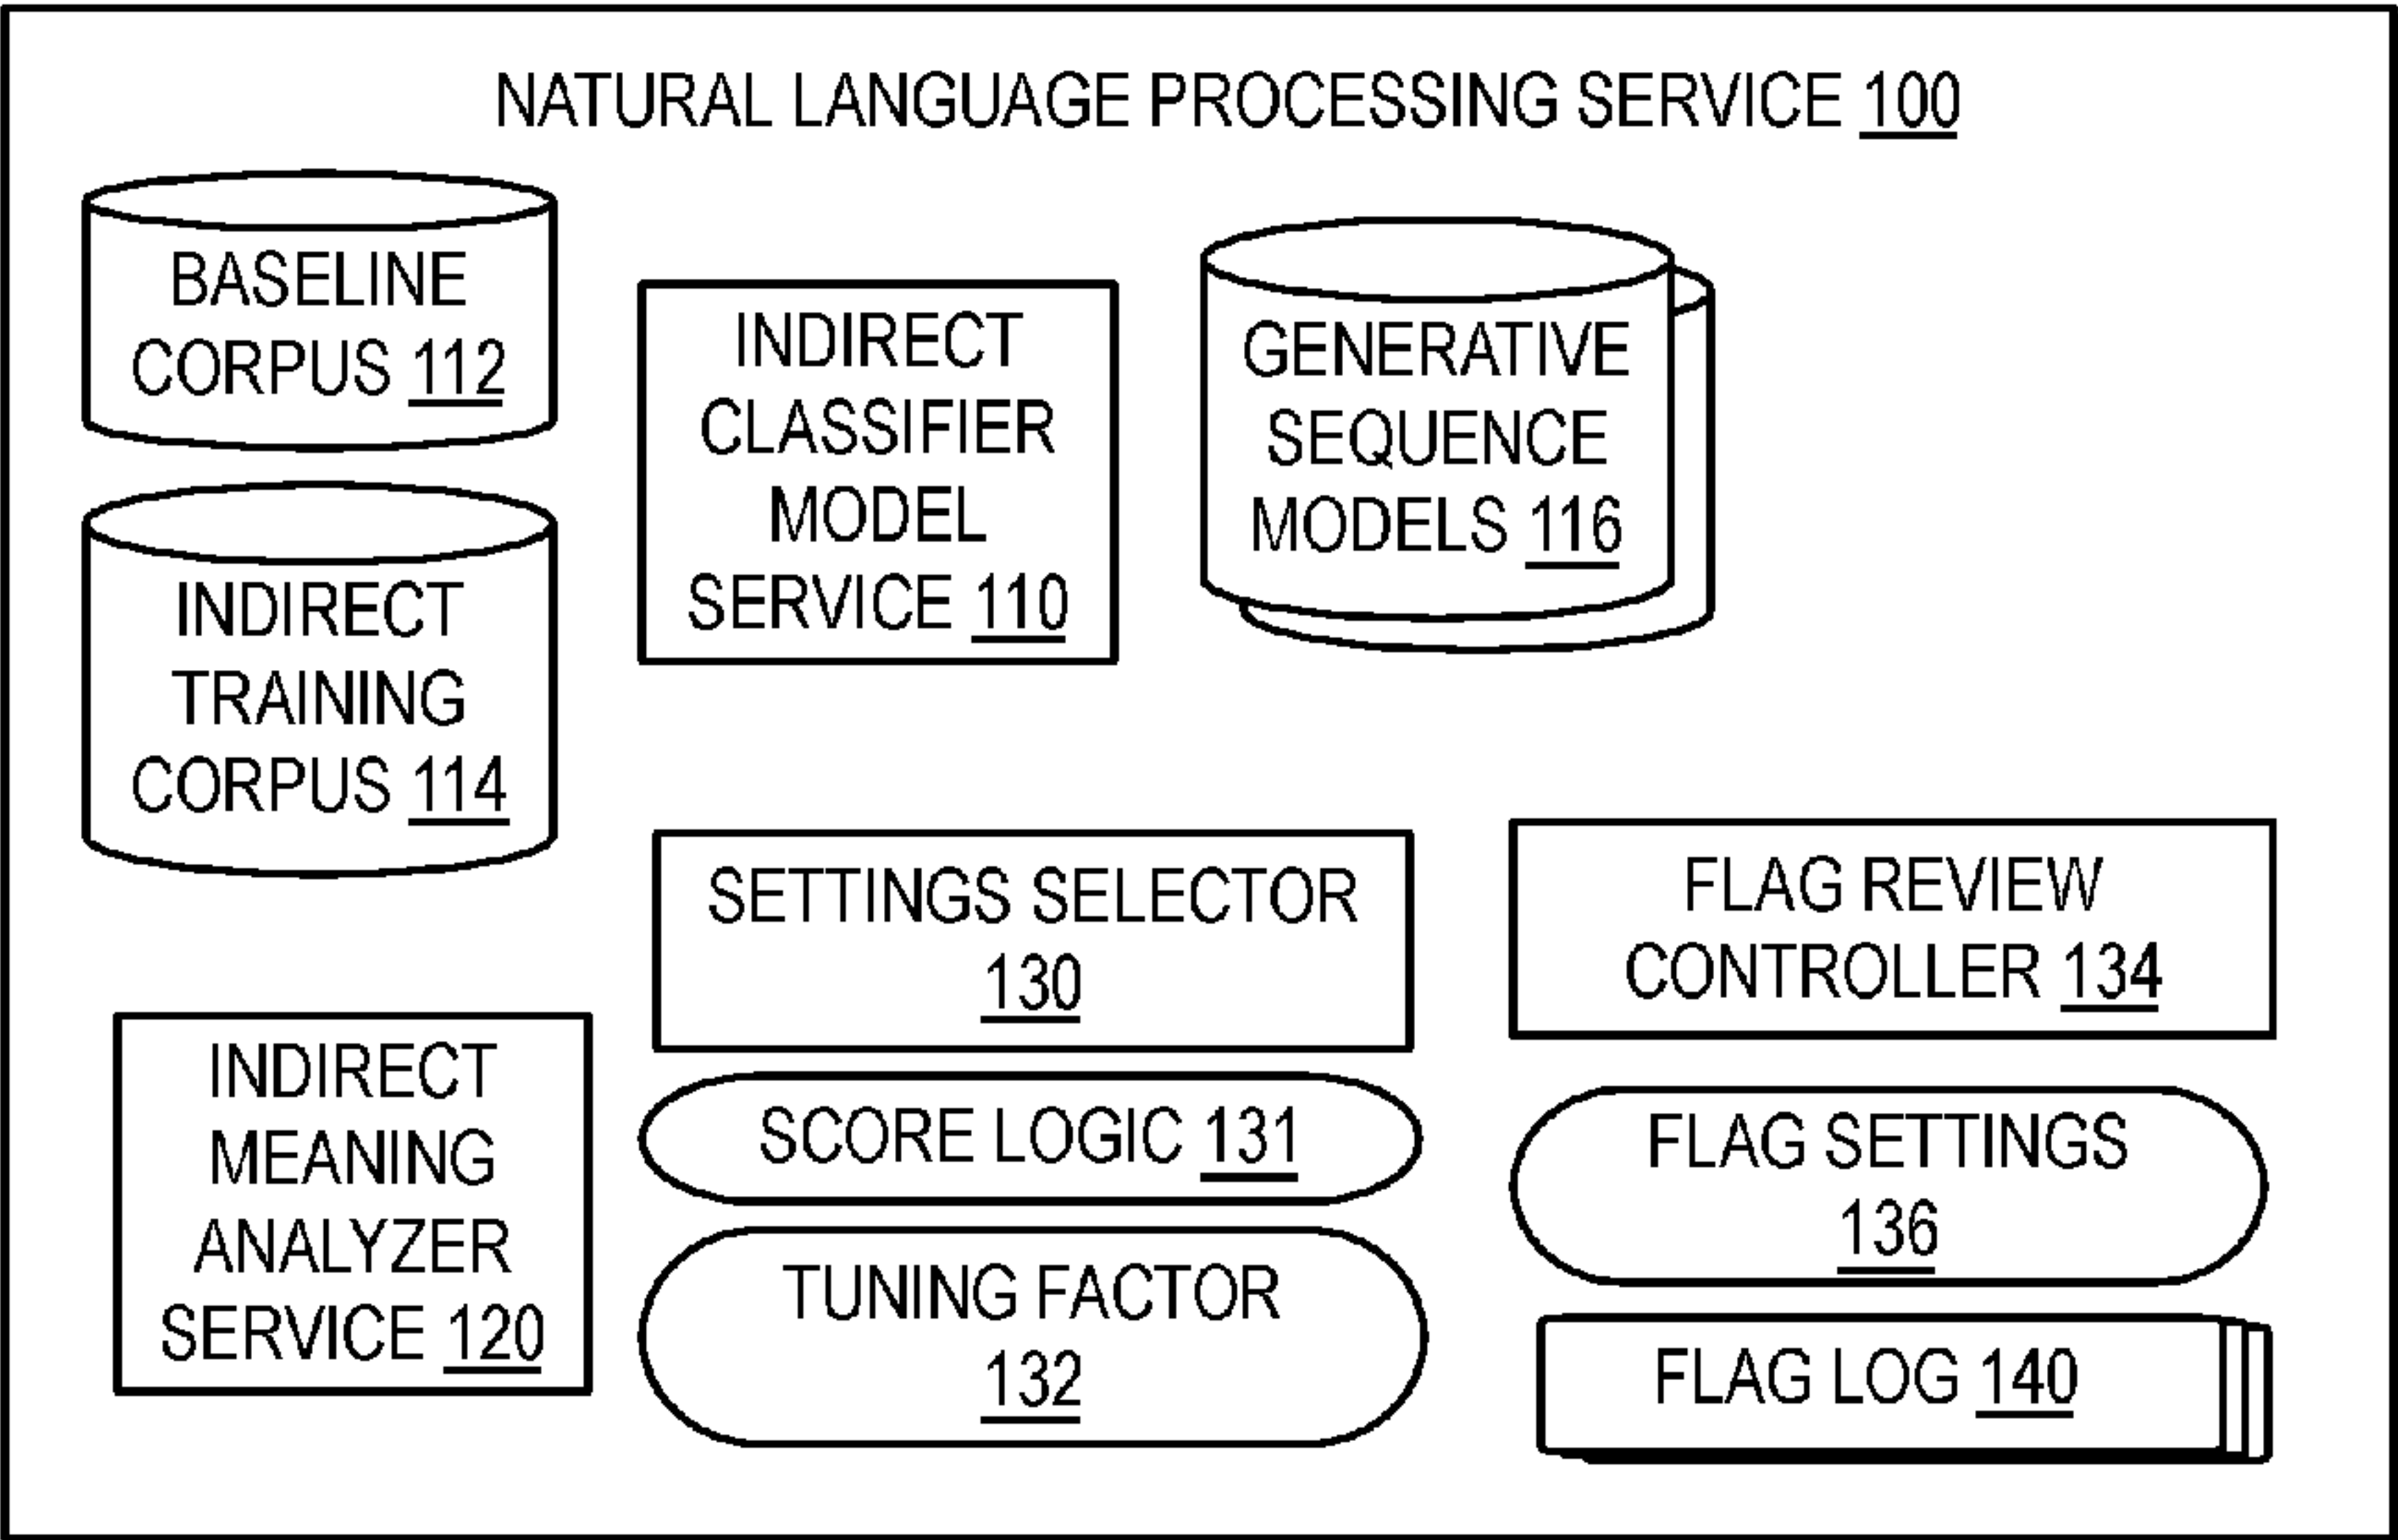 NATURAL LANGUAGE PROCESSING SERVICE 100
BASELINE
CORPUS 112
INDIRECT
TRAINING
CORPUS 114
INDIRECT
CLASSIFIER
MODEL
SERVICE 110
GENERATIVE
SEQUENCE
MODELS 116
INDIRECT
MEANING
ANALYZER
SERVICE 120
SETTINGS SELECTOR
130
SCORE LOGIC 131
TUNING FACTOR
132
FLAG REVIEW
CONTROLLER 134
FLAG SETTINGS
136
FLAG LOG 140